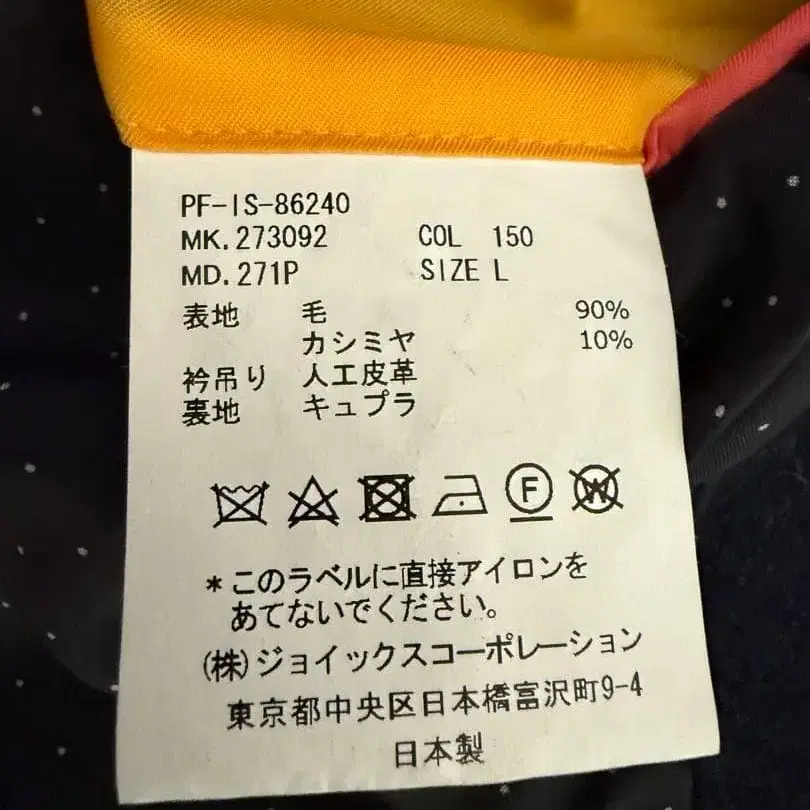 PF-IS-86240
MK.273092 COL 150
MD.271P SIZE L
表地 毛 90%
カシミヤ 10%
衿吊り 人工皮革
裏地 キュプラ
F W
*このラベルに直接アイロンを
あてないでください。
(株)ジョイックスコーポレーション
東京都中央区日本橋富沢町9-4
日本製